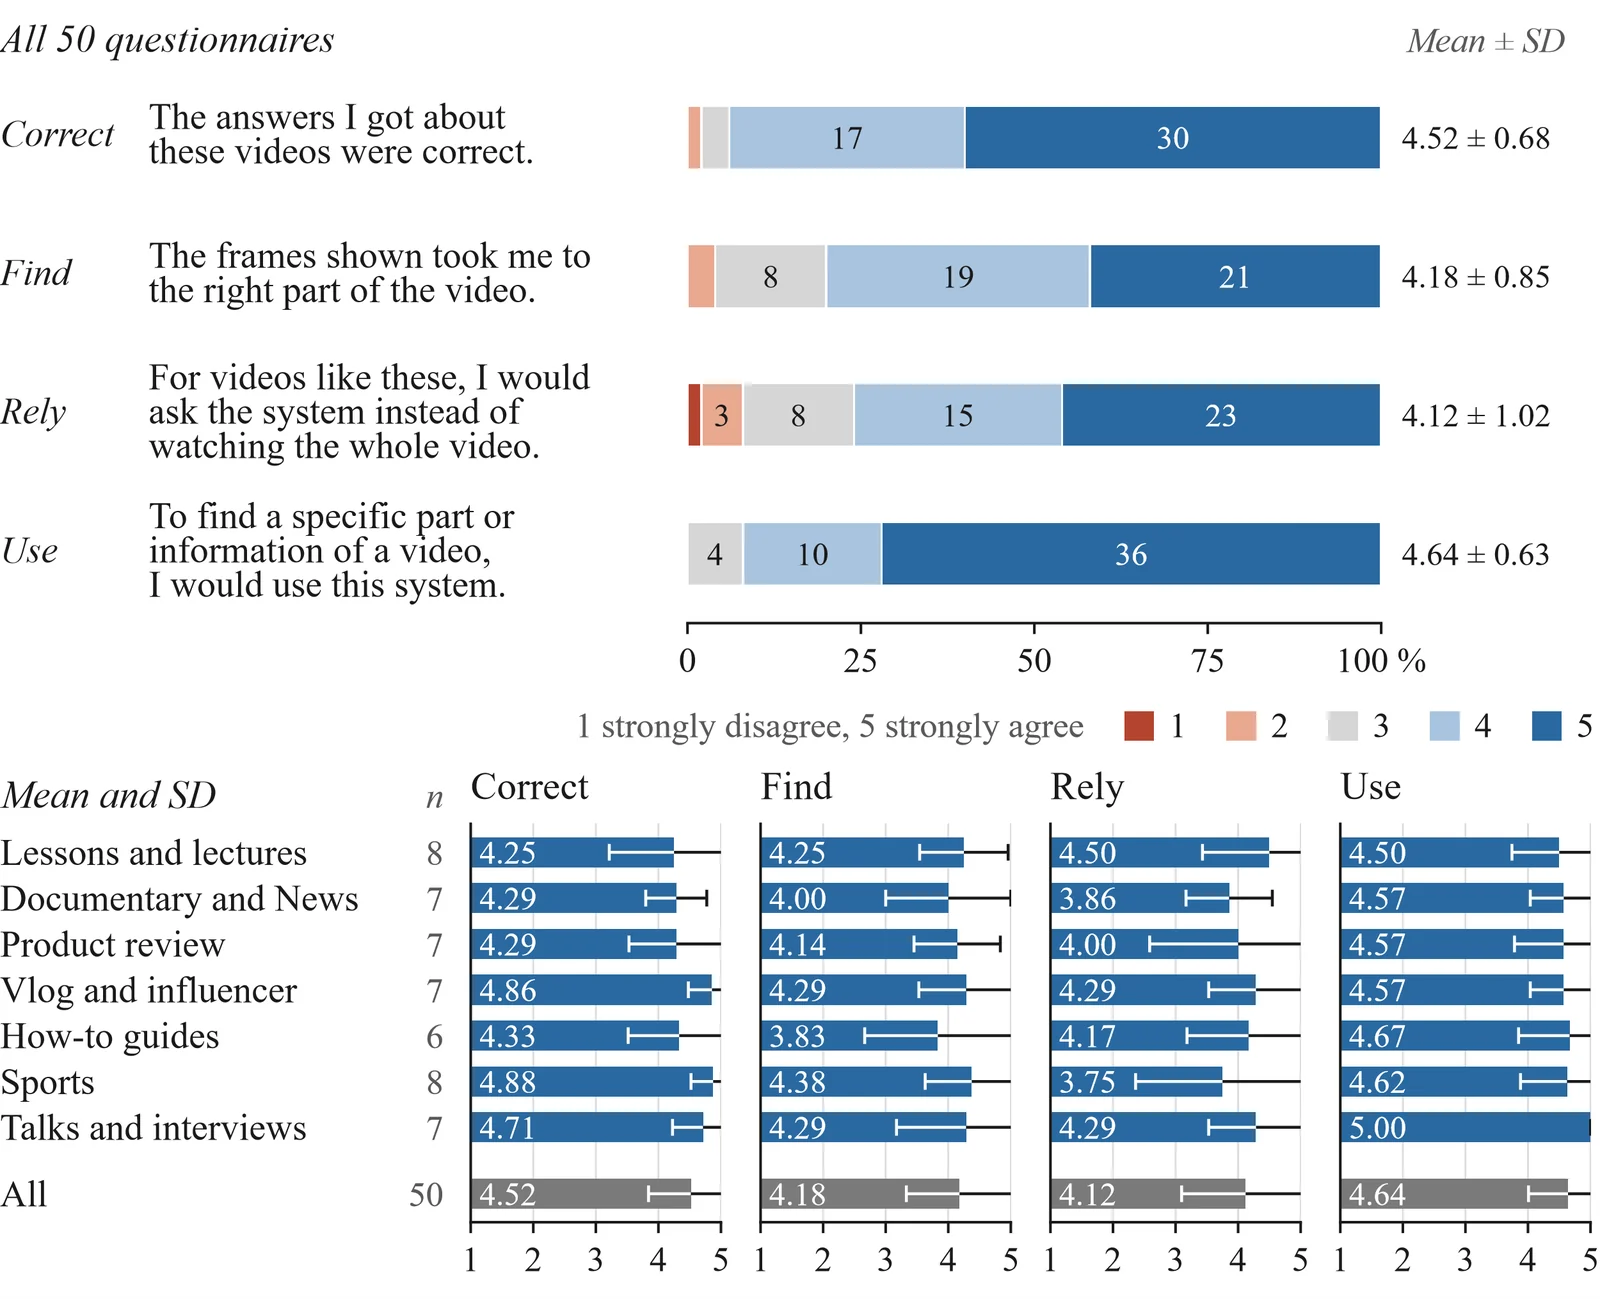 All 50 questionnaires Mean ± SD
Correct The answers I got about
these videos were correct. 17 30 4.52 ± 0.68
Find The frames shown took me to
the right part of the video. 8 19 21 4.18 ± 0.85
For videos like these, I would
Rely ask the system instead of 3 8 15 23 4.12 ± 1.02
watching the whole video.
To find a specific part or
Use information of a video, 4 10 36 4.64 ± 0.63
I would use this system.
0 25 50 75 100 %
1 strongly disagree, 5 strongly agree 1 2 3 4 5
Mean and SD n Correct Find Rely Use
Lessons and lectures 8 4.25 4.25 4.50 4.50
Documentary and News 7 4.29 4.00 3.86 4.57
Product review 7 4.29 4.14 4.00 4.57
Vlog and influencer 7 4.86 4.29 4.29 4.57
How-to guides 6 4.33 3.83 4.17 4.67
Sports 8 4.88 4.38 3.75 4.62
Talks and interviews 7 4.71 4.29 4.29 5.00
All 50 4.52 4.18 4.12 4.64
1 2 3 4 5 1 2 3 4 5 1 2 3 4 5 1 2 3 4 5